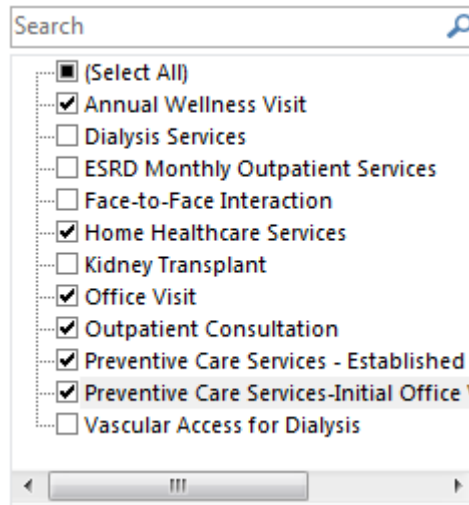 Search
(Select All)
Annual Wellness Visit
Dialysis Services
ESRD Monthly Outpatient Services
Face-to-Face Interaction
Home Healthcare Services
Kidney Transplant
Office Visit
Outpatient Consultation
Preventive Care Services - Established
Preventive Care Services-Initial Office
Vascular Access for Dialysis